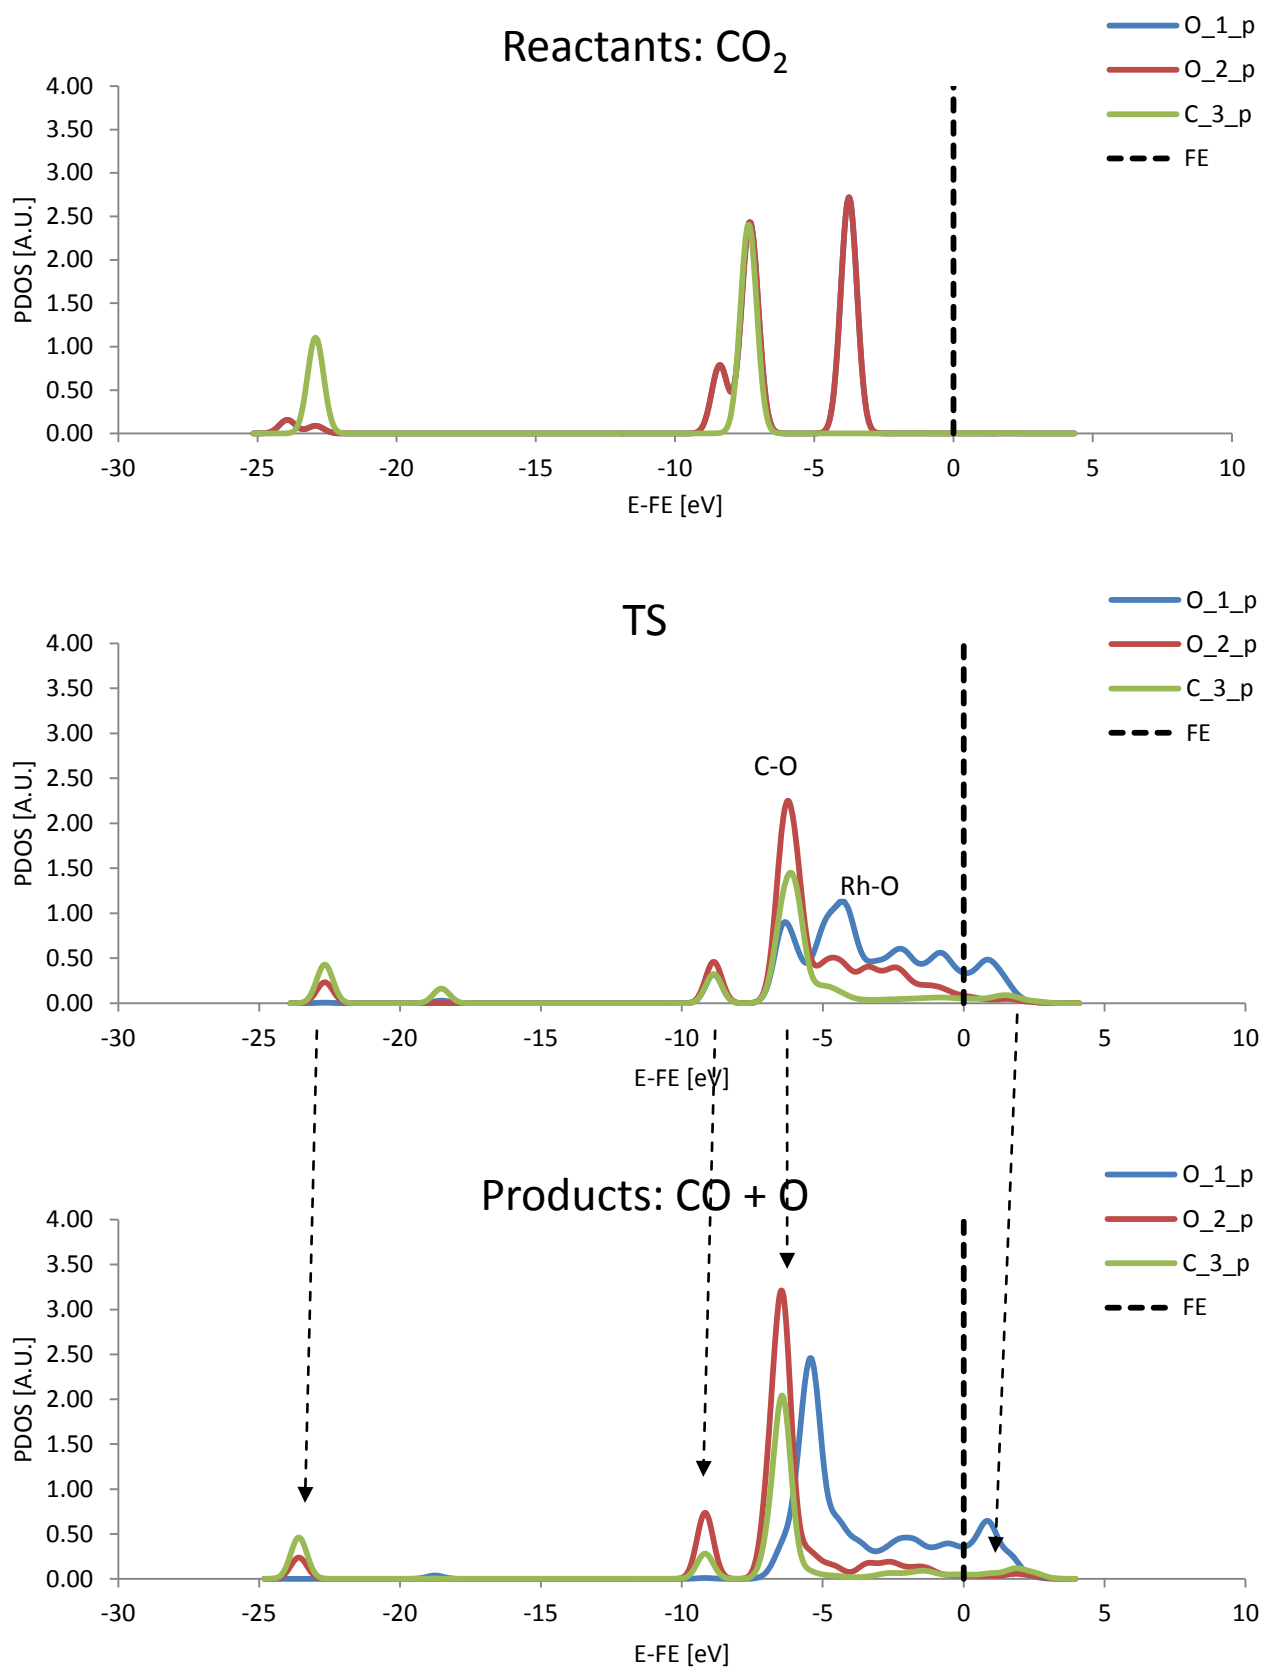 Reactants: CO2
O_1_p
O_2_p
C_3_p
FE
PDOS [A.U.]
4.00
3.50
3.00
2.50
2.00
1.50
1.00
0.50
0.00
-30 -25 -20 -15 -10 -5 0 5 10
E-FE [eV]
TS
O_1_p
O_2_p
C_3_p
FE
PDOS [A.U.]
4.00
3.50
3.00
2.50
2.00
1.50
1.00
0.50
0.00
C-O
Rh-O
-30 -25 -20 -15 -10 -5 0 5 10
E-FE [eV]
Products: CO + O
O_1_p
O_2_p
C_3_p
FE
PDOS [A.U.]
4.00
3.50
3.00
2.50
2.00
1.50
1.00
0.50
0.00
-30 -25 -20 -15 -10 -5 0 5 10
E-FE [eV]